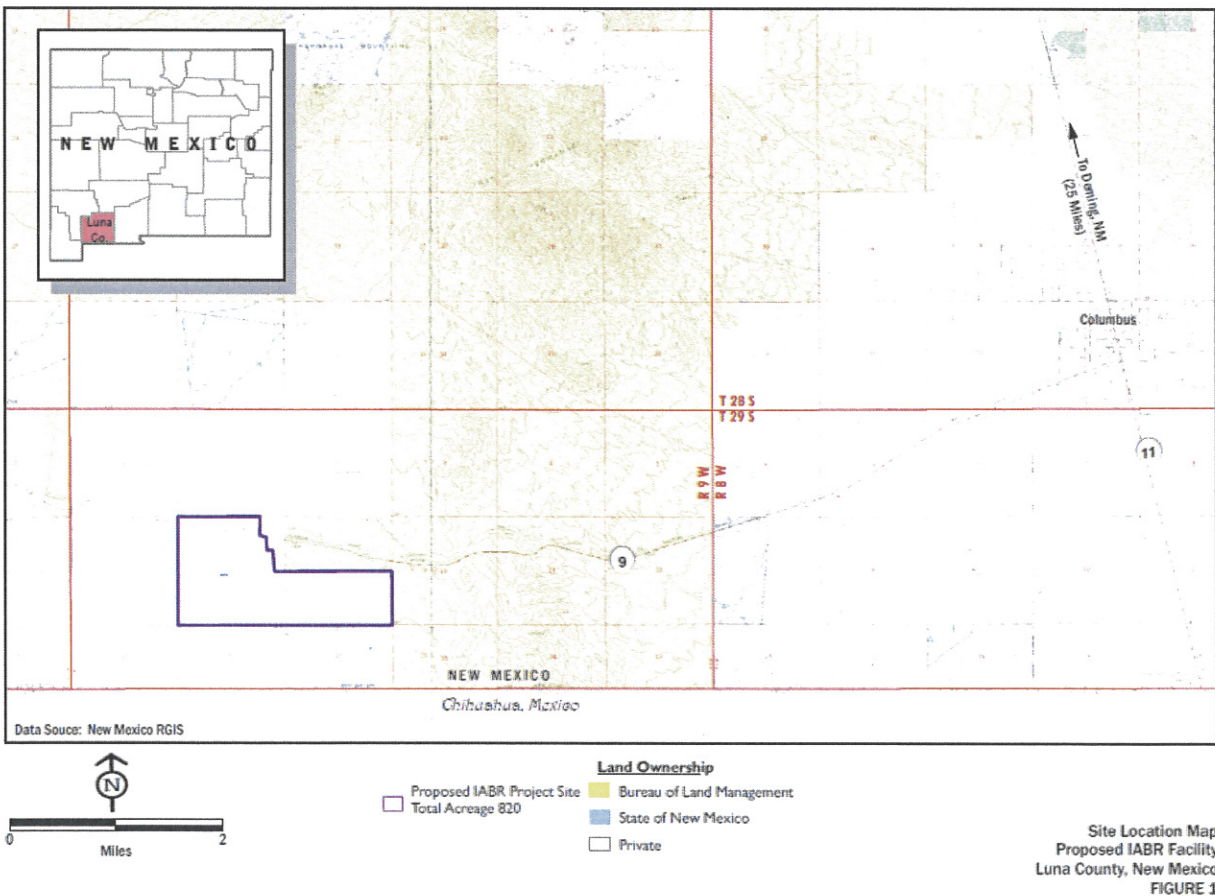 NEW MEXICO
Luna
Co.
To Deming, NM
(25 Miles)
Columbus
T 28 S
T 29 S
R 9 W
R 8 W
11
9
NEW MEXICO
Chihuahua, Mexico
Data Souce: New Mexico RGIS
N
0
2
Miles
Proposed IABR Project Site
Total Acreage 820
Land Ownership
Bureau of Land Management
State of New Mexico
Private
Site Location Map
Proposed IABR Facility
Luna County, New Mexico
FIGURE 1